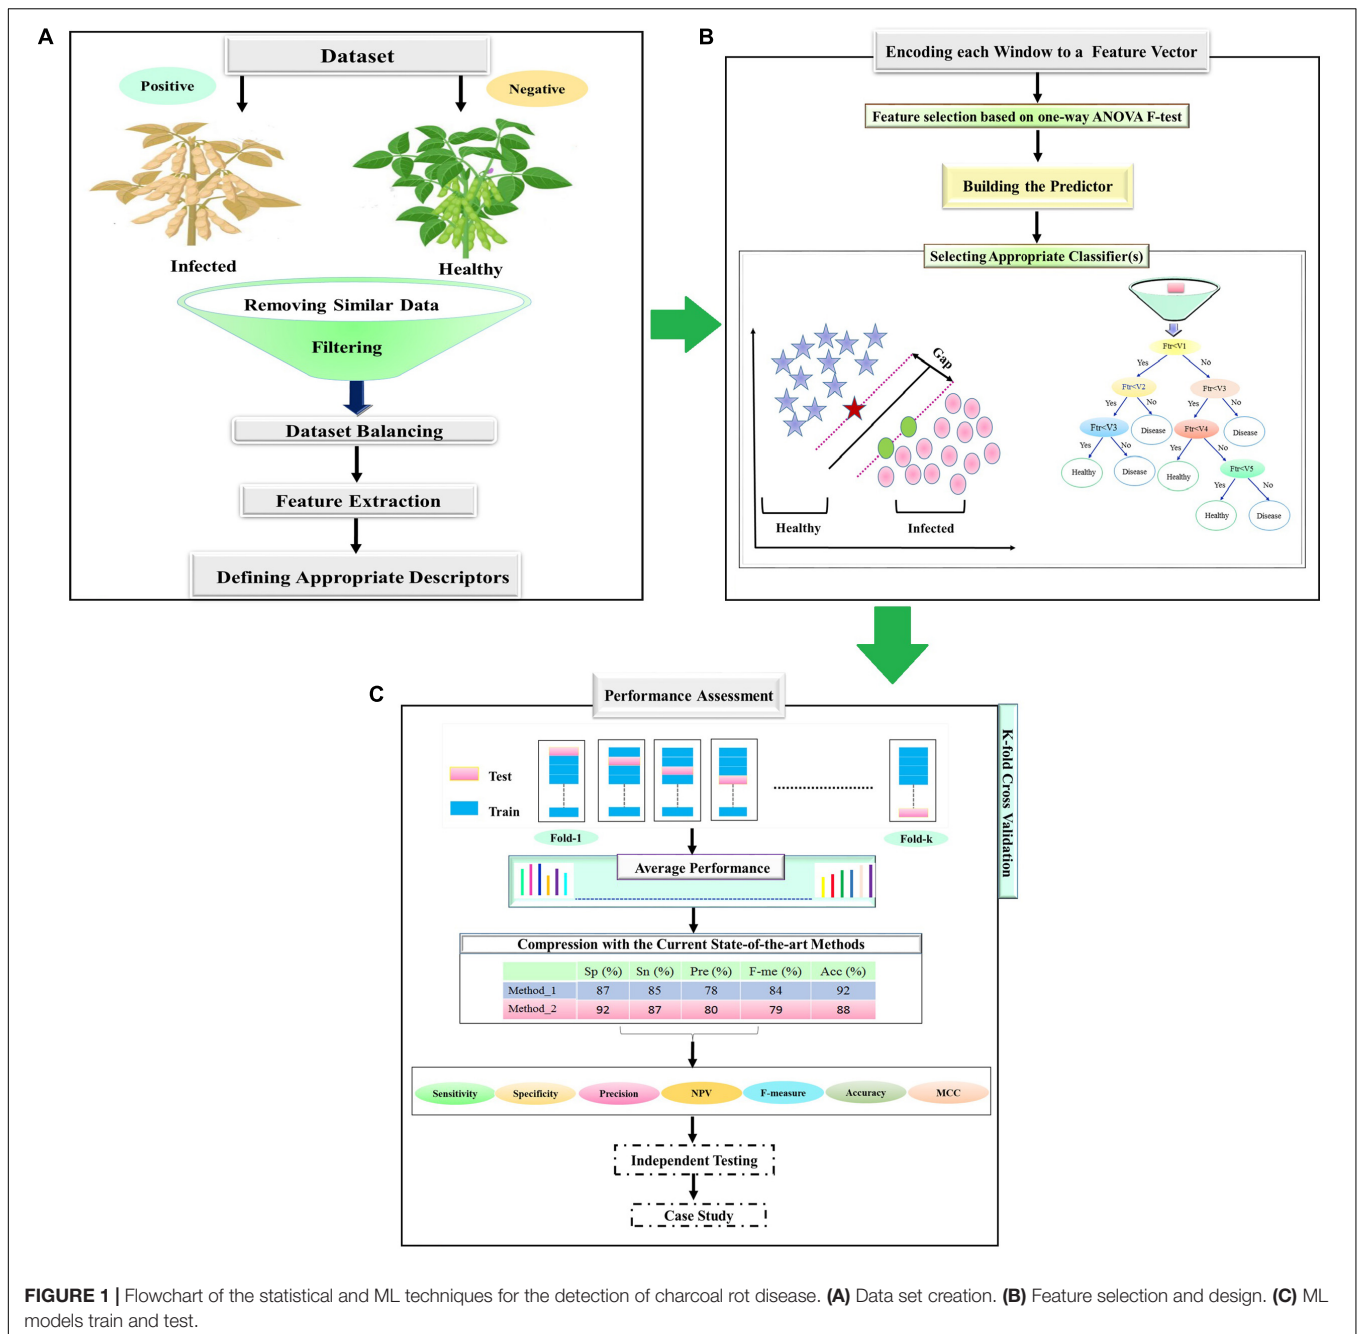 A
Dataset
Positive
Negative
Infected
Healthy
Removing Similar Data
Filtering
Dataset Balancing
Feature Extraction
Defining Appropriate Descriptors
B
Encoding each Window to a Feature Vector
Feature selection based on one-way ANOVA F-test
Building the Predictor
Selecting Appropriate Classifier(s)
Gap
Healthy
Infected
Ftr<V1
Yes
No
Ftr<V2
Ftr<V3
Yes
No
Yes
No
Ftr<V3
Disease
Ftr<V4
Disease
Yes
No
Yes
No
Healthy
Disease
Healthy
Ftr<V5
Yes
No
Healthy
Disease
C
Performance Assessment
K-fold Cross Validation
Test
Train
Fold-1
Fold-k
Average Performance
Compression with the Current State-of-the-art Methods
Sp (%) Sn (%) Pre (%) F-me (%) Acc (%)
Method_1 87 85 78 84 92
Method_2 92 87 80 79 88
Sensitivity Specificity Precision NPV F-measure Accuracy MCC
Independent Testing
Case Study
FIGURE 1 | Flowchart of the statistical and ML techniques for the detection of charcoal rot disease. (A) Data set creation. (B) Feature selection and design. (C) ML
models train and test.